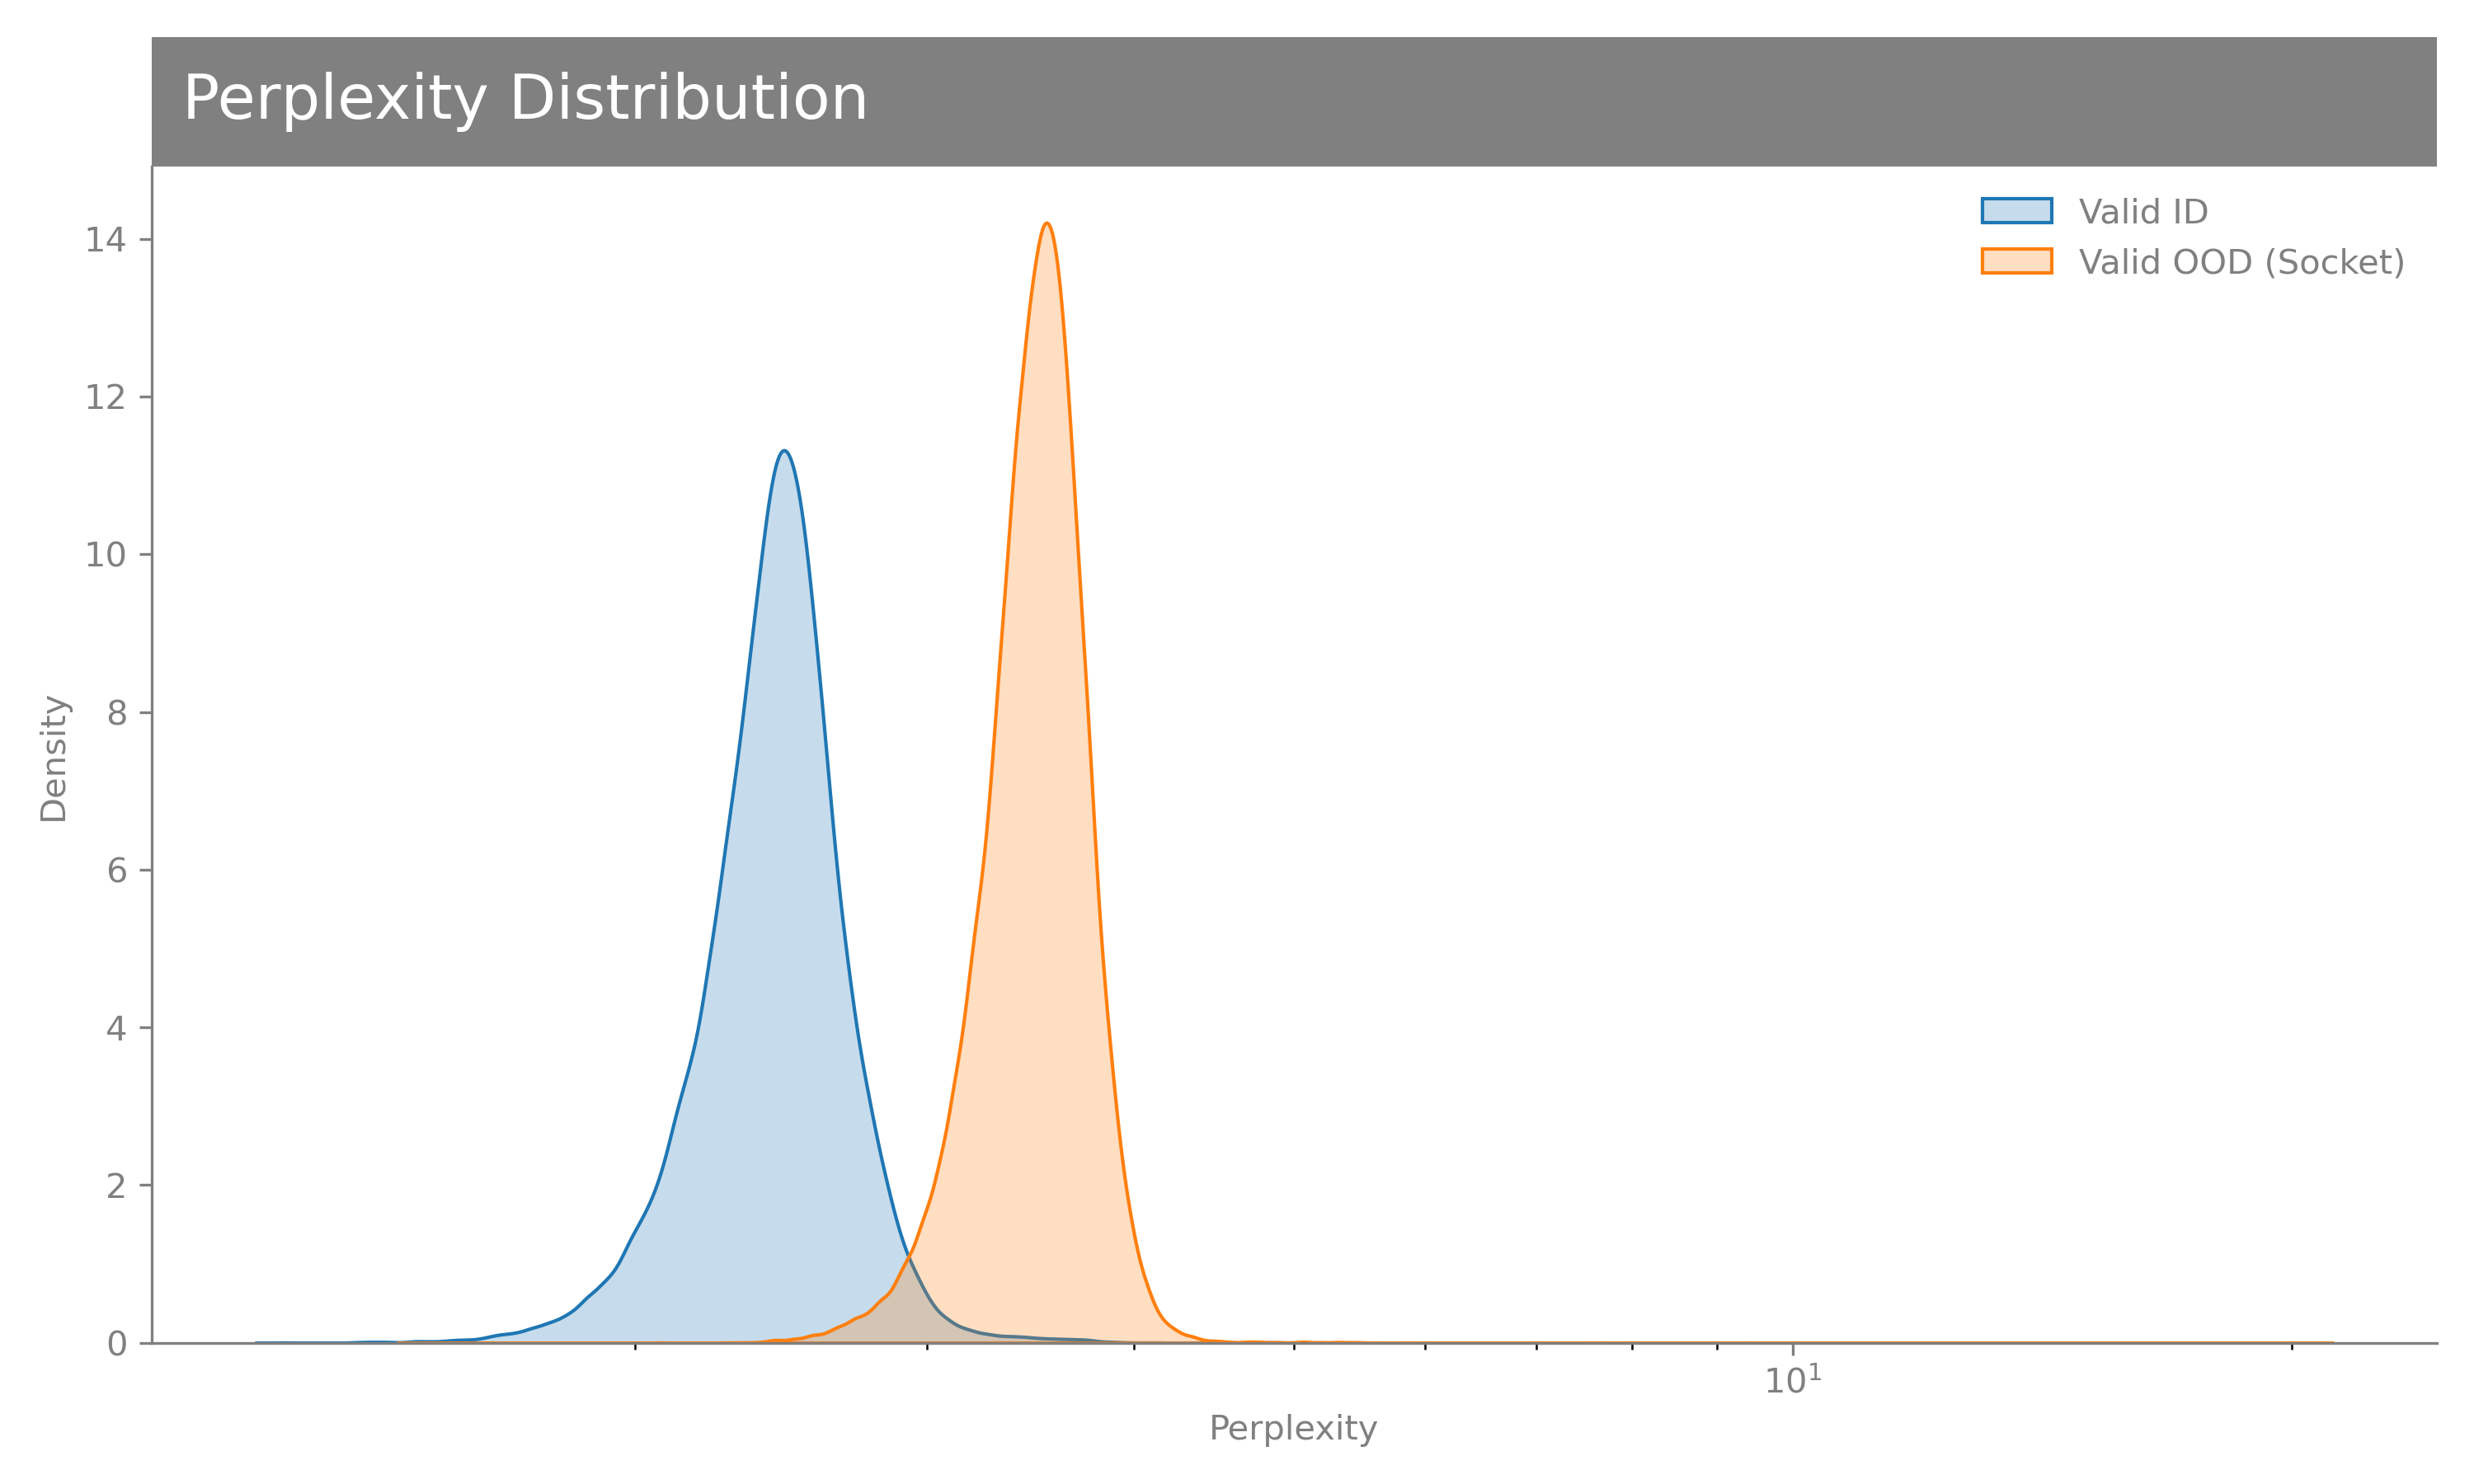 Perplexity Distribution
Valid ID
Valid OOD (Socket)
14
12
10
8
6
4
2
0
Density
10¹
Perplexity